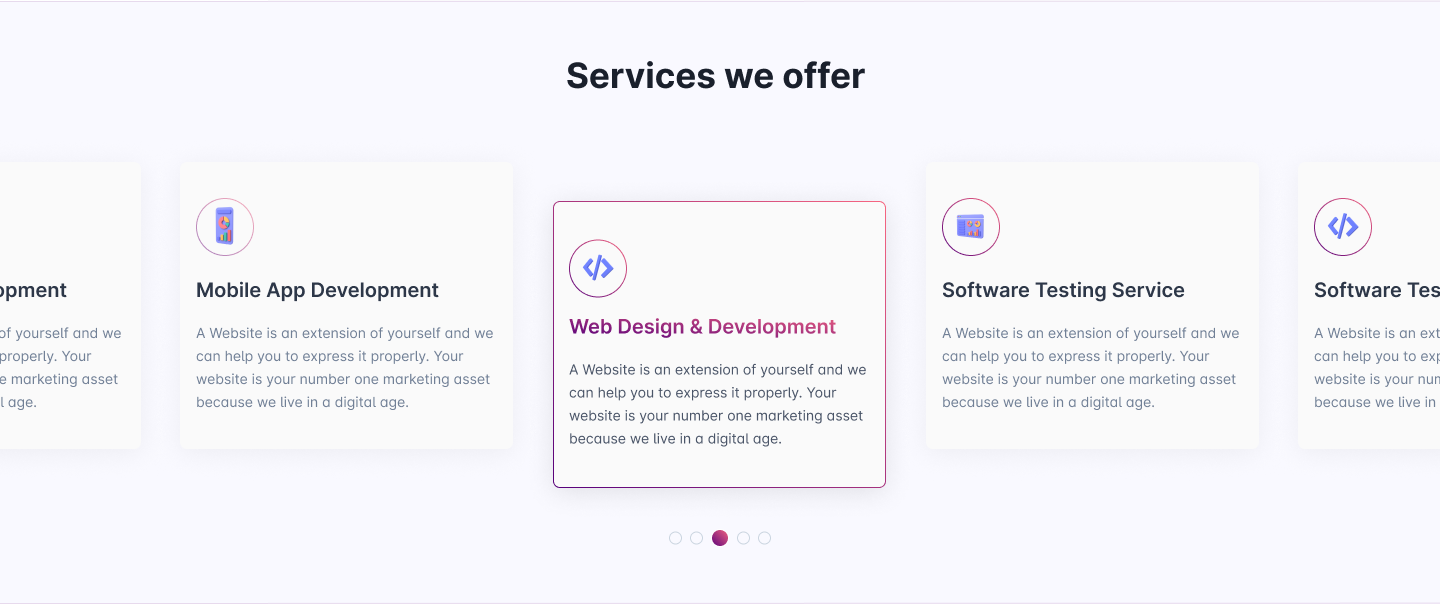 Services we offer
opment
of yourself and we
properly. Your
e marketing asset
l age.
Mobile App Development
A Website is an extension of yourself and we
can help you to express it properly. Your
website is your number one marketing asset
because we live in a digital age.
Web Design & Development
A Website is an extension of yourself and we
can help you to express it properly. Your
website is your number one marketing asset
because we live in a digital age.
Software Testing Service
A Website is an extension of yourself and we
can help you to express it properly. Your
website is your number one marketing asset
because we live in a digital age.
Software Tes
A Website is an ext
can help you to exp
website is your num
because we live in